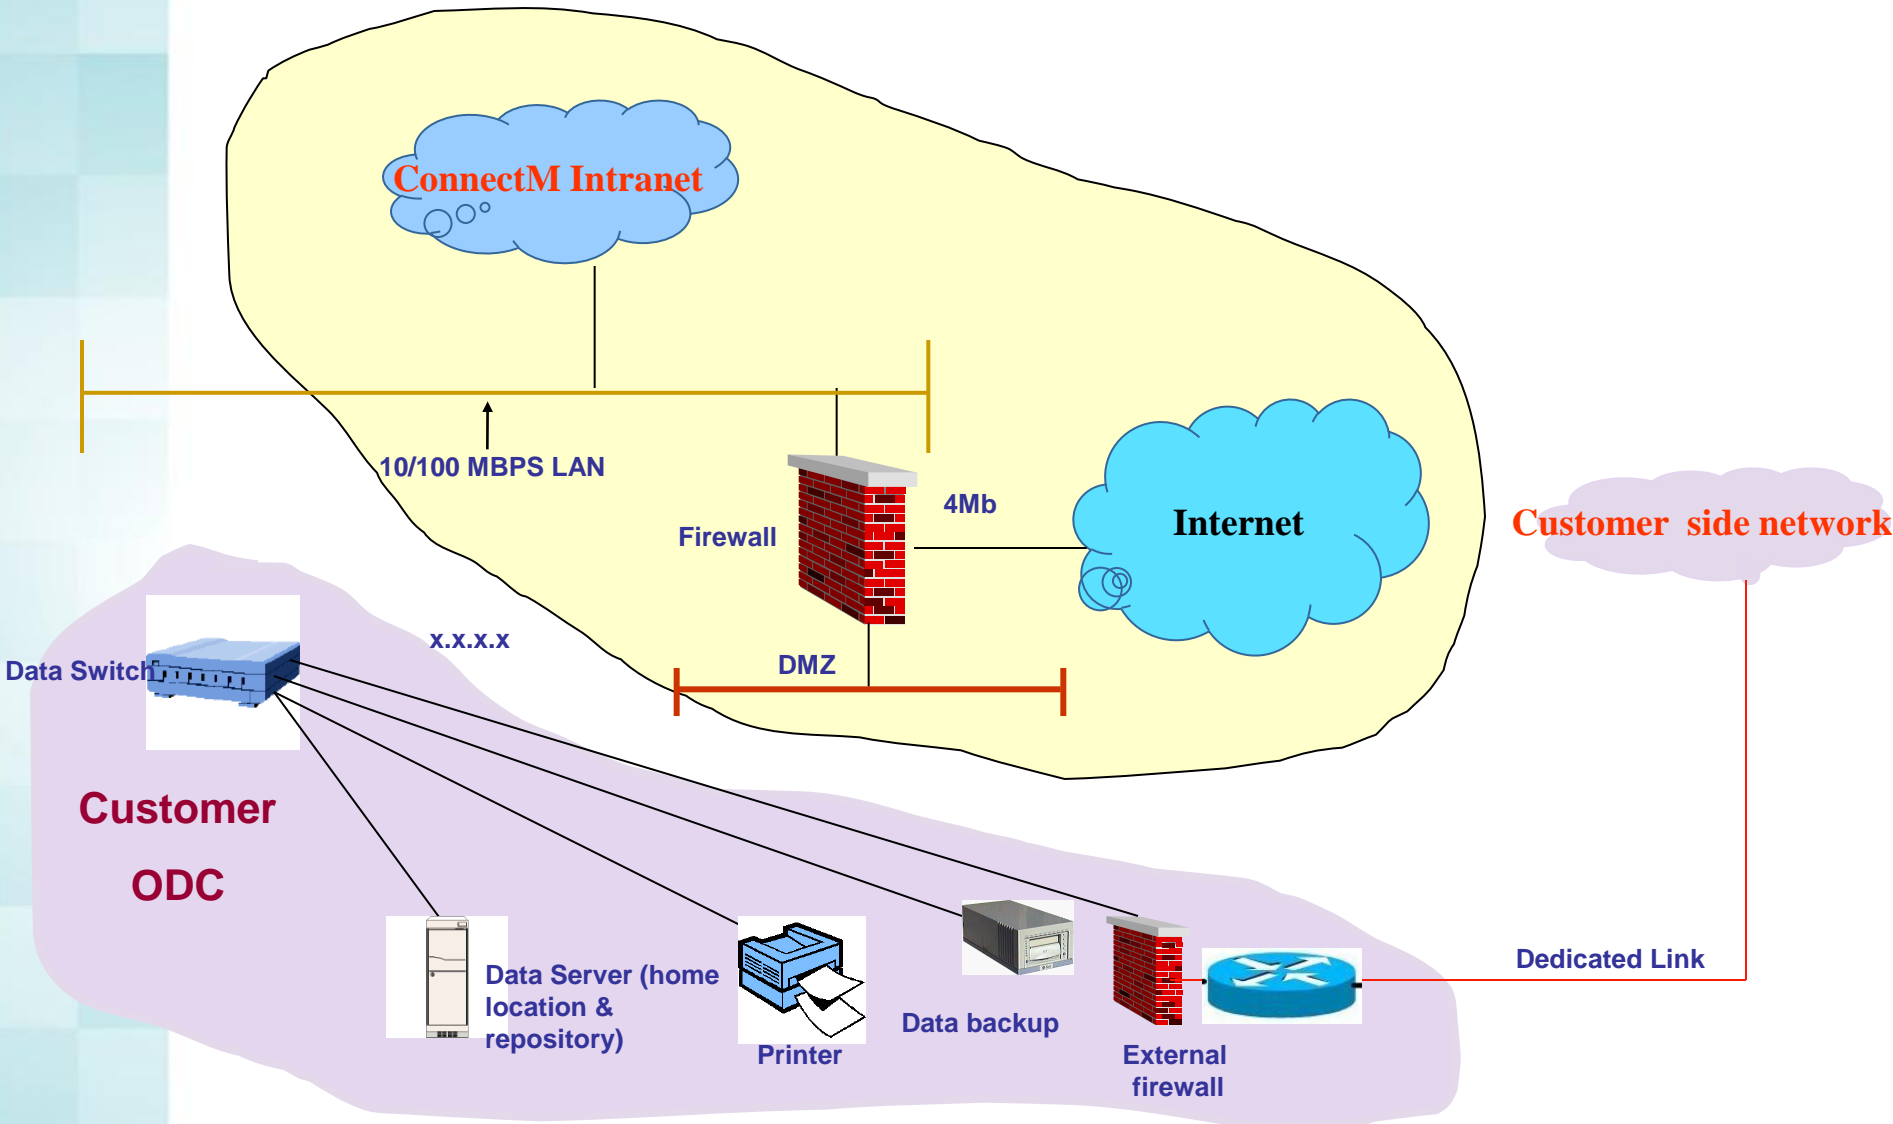 ConnectM Intranet
10/100 MBPS LAN
4Mb
Firewall
Internet
Customer side network
x.x.x.x
Data Switch
DMZ
Customer
ODC
Dedicated Link
Data Server (home
location &
repository)
Printer
Data backup
External
firewall